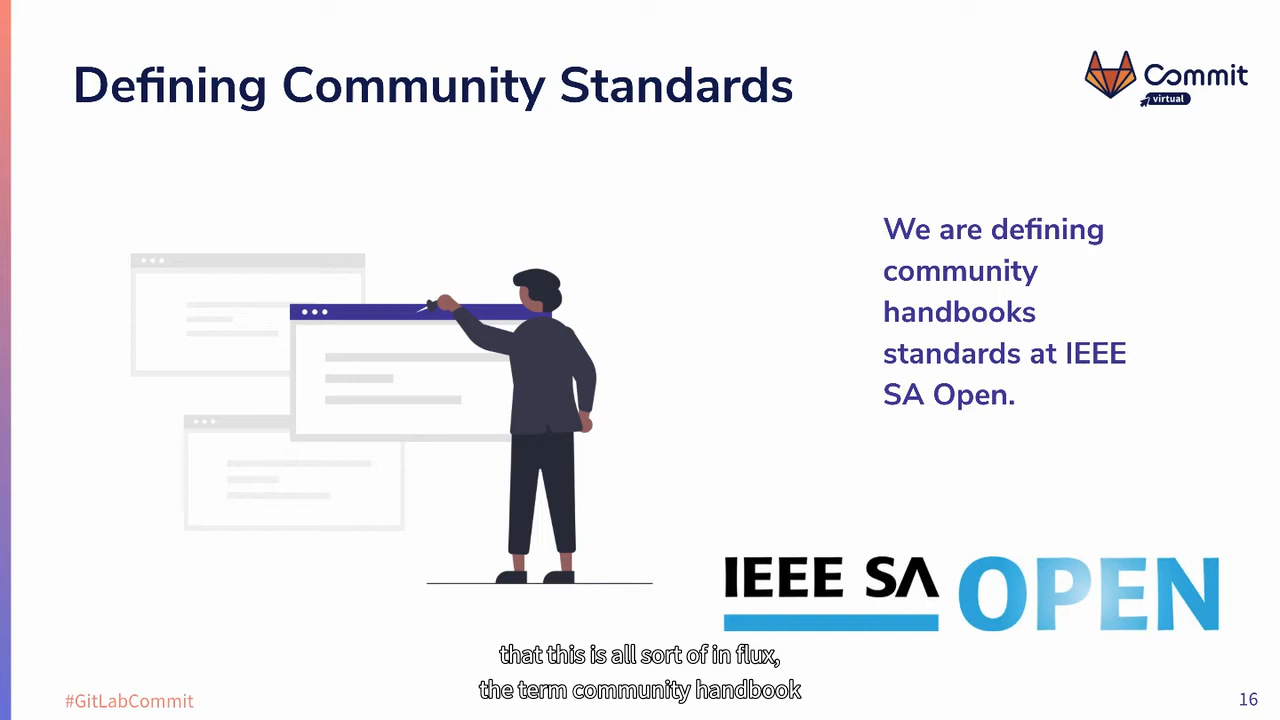 Defining Community Standards
Commit
virtual
We are defining
community
handbooks
standards at IEEE
SA Open.
IEEE SA OPEN
that this is all sort of in flux,
the term community handbook
#GitLabCommit
16